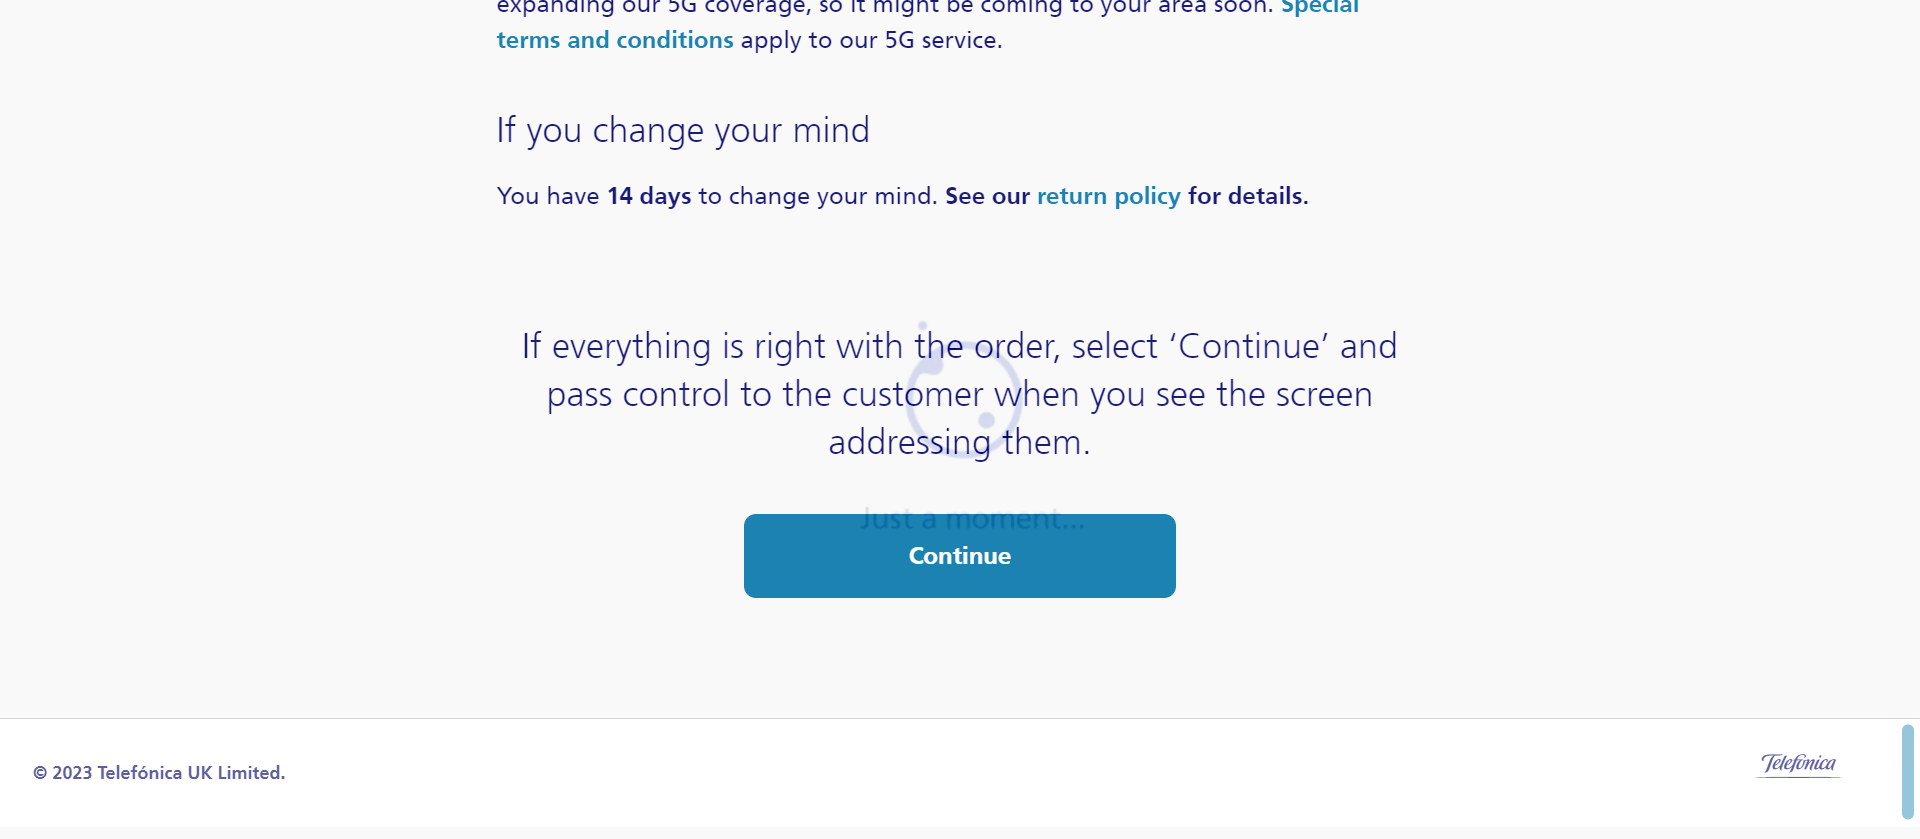 expanding our 5G coverage, so it might be coming to your area soon. Special
terms and conditions apply to our 5G service.
If you change your mind
You have 14 days to change your mind. See our return policy for details.
If everything is right with the order, select ‘Continue’ and
pass control to the customer when you see the screen
addressing them.
Just a moment...
Continue
© 2023 Telefónica UK Limited.
Telefónica